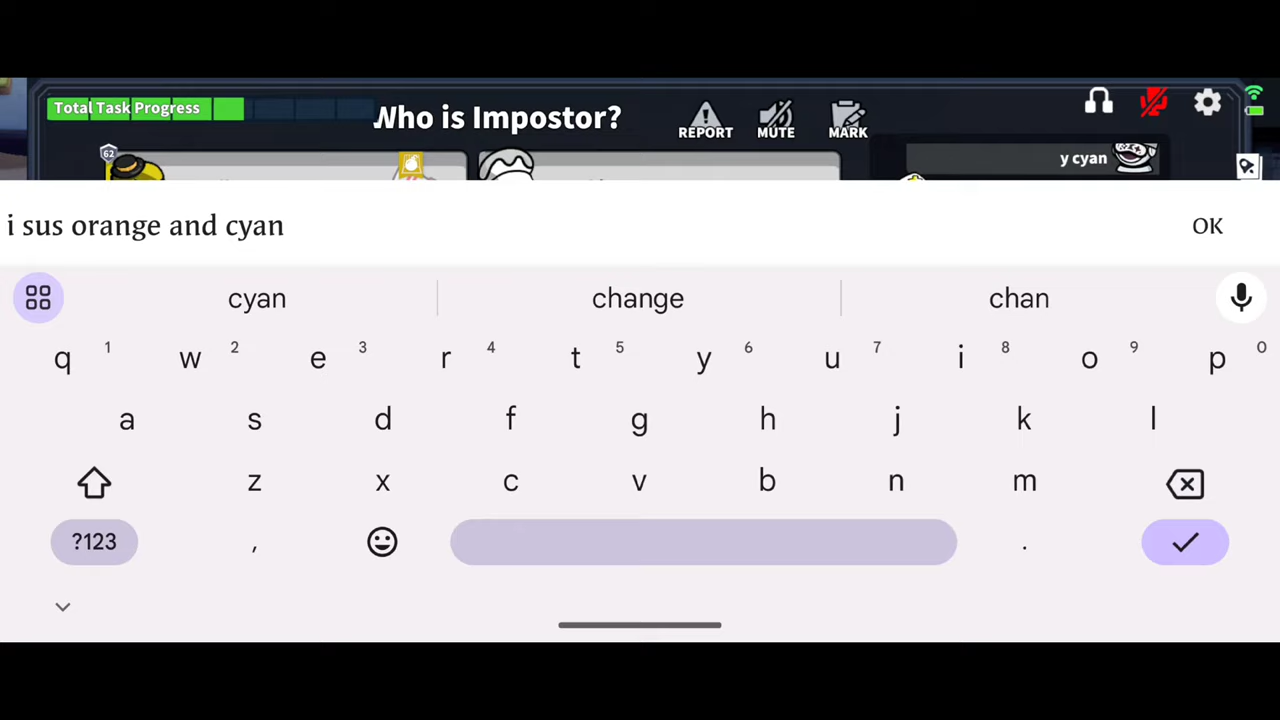 Total Task Progress
Who is Impostor?
REPORT
MUTE
MARK
62
y cyan
i sus orange and cyan
OK
cyan
change
chan
q 1 w 2 e 3 r 4 t 5 y 6 u 7 i 8 o 9 p 0
a s d f g h j k l
z x c v b n m
?123 , .